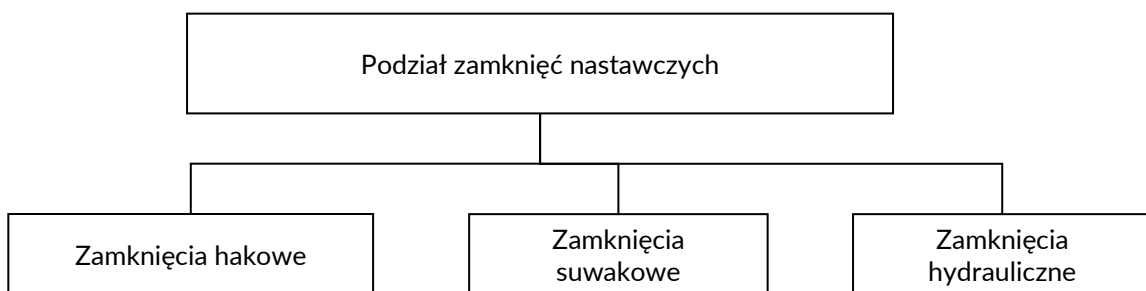 Podział zamknięć nastawczych
Zamknięcia hakowe
Zamknięcia
suwakowe
Zamknięcia
hydrauliczne